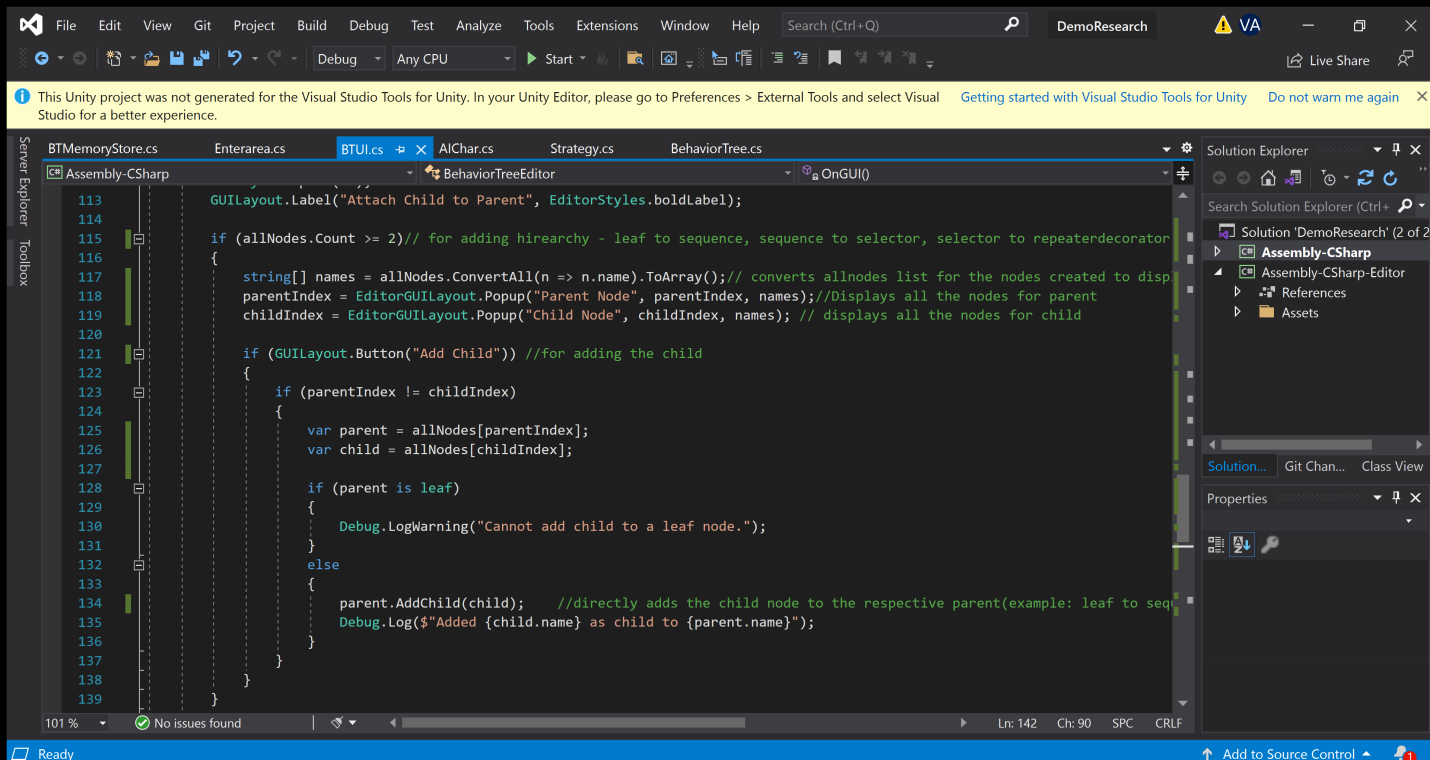 File Edit View Git Project Build Debug Test Analyze Tools Extensions Window Help Search (Ctrl+Q) DemoResearch VA
Debug Any CPU Start Live Share
This Unity project was not generated for the Visual Studio Tools for Unity. In your Unity Editor, please go to Preferences > External Tools and select Visual Getting started with Visual Studio Tools for Unity Do not warn me again
Studio for a better experience.
Server Explorer
Toolbox
BTMemoryStore.cs Enterarea.cs BTUI.cs AIChar.cs Strategy.cs BehaviorTree.cs
C# Assembly-CSharp BehaviorTreeEditor OnGUI()
113 GUILayout.Label("Attach Child to Parent", EditorStyles.boldLabel);
114
115 if (allNodes.Count >= 2)// for adding hirearchy - leaf to sequence, sequence to selector, selector to repeaterdecorator
116 {
117 string[] names = allNodes.ConvertAll(n => n.name).ToArray();// converts allnodes list for the nodes created to disp
118 parentIndex = EditorGUILayout.Popup("Parent Node", parentIndex, names);//Displays all the nodes for parent
119 childIndex = EditorGUILayout.Popup("Child Node", childIndex, names); // displays all the nodes for child
120
121 if (GUILayout.Button("Add Child")) //for adding the child
122 {
123 if (parentIndex != childIndex)
124 {
125 var parent = allNodes[parentIndex];
126 var child = allNodes[childIndex];
127
128 if (parent is leaf)
129 {
130 Debug.LogWarning("Cannot add child to a leaf node.");
131 }
132 else
133 {
134 parent.AddChild(child); //directly adds the child node to the respective parent(example: leaf to seq
135 Debug.Log($"Added {child.name} as child to {parent.name}");
136 }
137 }
138 }
139 }
101 % No issues found Ln: 142 Ch: 90 SPC CRLF
Solution Explorer
Search Solution Explorer (Ctrl+
Solution 'DemoResearch' (2 of 2
C# Assembly-CSharp
C# Assembly-CSharp-Editor
References
Assets
Solution... Git Chan... Class View
Properties
Ready Add to Source Control 1